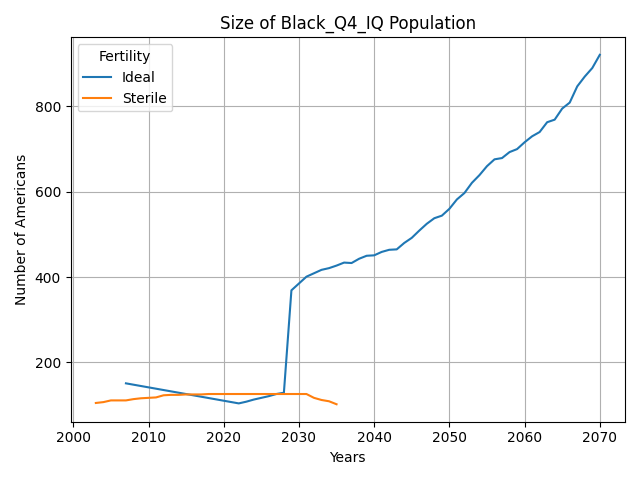 Size of Black_Q4_IQ Population
Fertility
Ideal
Sterile
Number of Americans
800
600
400
200
2000 2010 2020 2030 2040 2050 2060 2070
Years